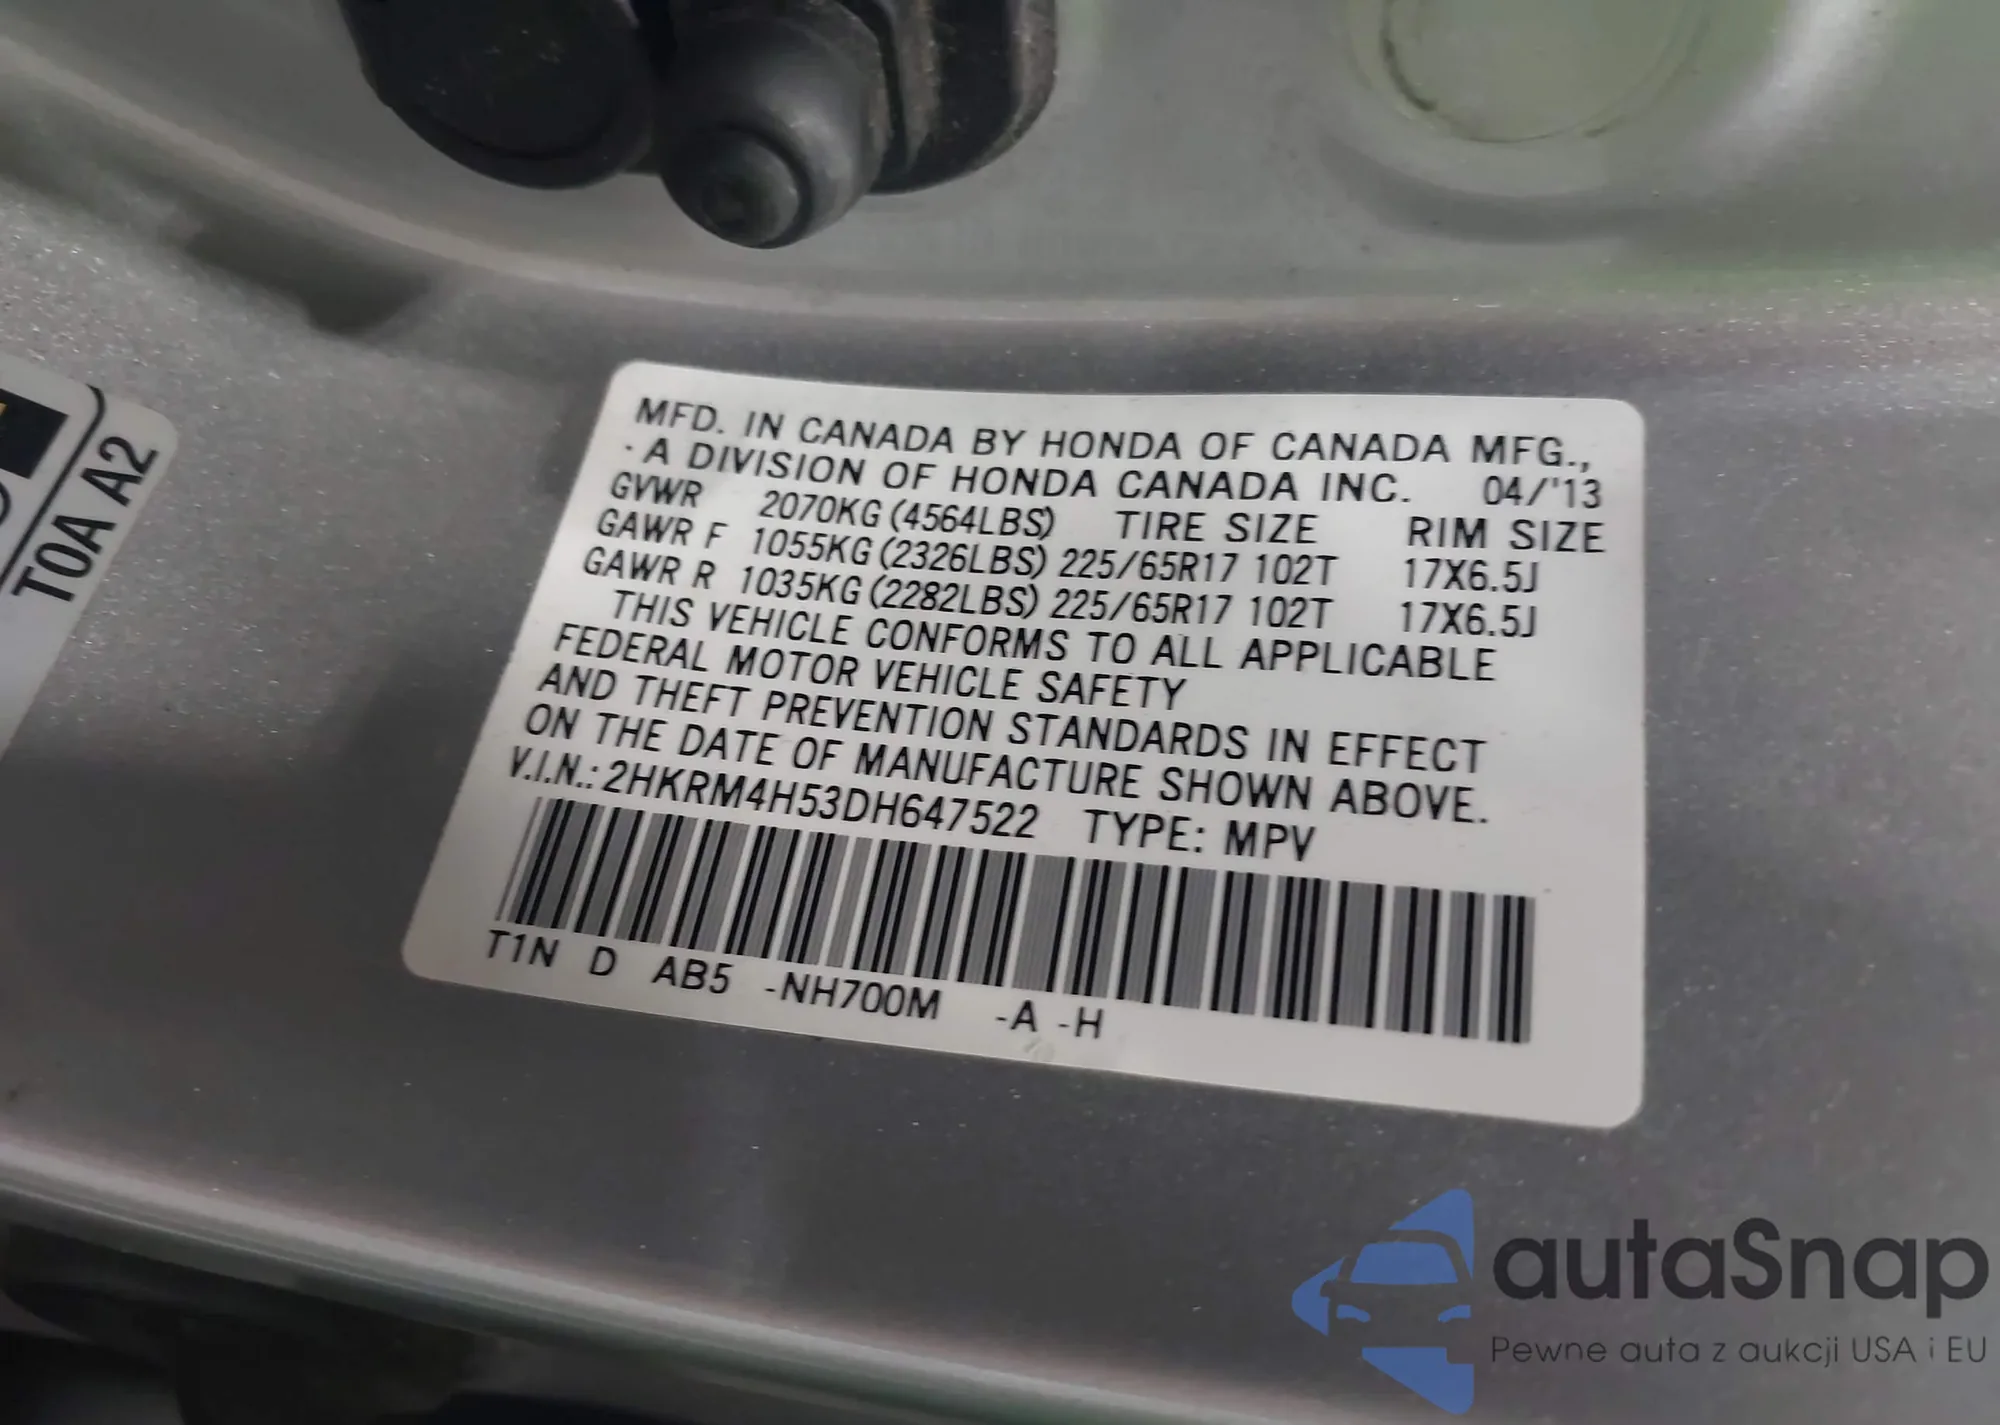 T0A A2
MFD. IN CANADA BY HONDA OF CANADA MFG.,
· A DIVISION OF HONDA CANADA INC. 04/'13
GVWR 2070KG (4564LBS) TIRE SIZE RIM SIZE
GAWR F 1055KG (2326LBS) 225/65R17 102T 17X6.5J
GAWR R 1035KG (2282LBS) 225/65R17 102T 17X6.5J
THIS VEHICLE CONFORMS TO ALL APPLICABLE
FEDERAL MOTOR VEHICLE SAFETY
AND THEFT PREVENTION STANDARDS IN EFFECT
ON THE DATE OF MANUFACTURE SHOWN ABOVE.
V.I.N.: 2HKRM4H53DH647522 TYPE: MPV
T1N D AB5 -NH700M -A -H
autaSnap
Pewne auta z aukcji USA i EU